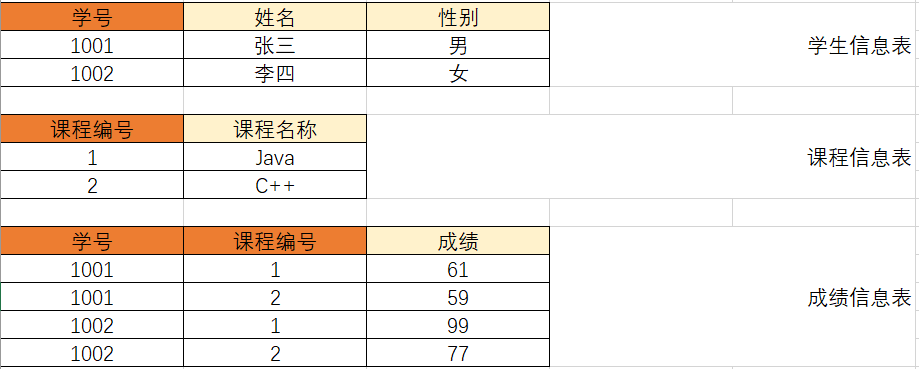 学号 姓名 性别
1001 张三 男
学生信息表
1002 李四 女
课程编号 课程名称
1 Java
课程信息表
2 C++
学号 课程编号 成绩
1001 1 61
1001 2 59
成绩信息表
1002 1 99
1002 2 77